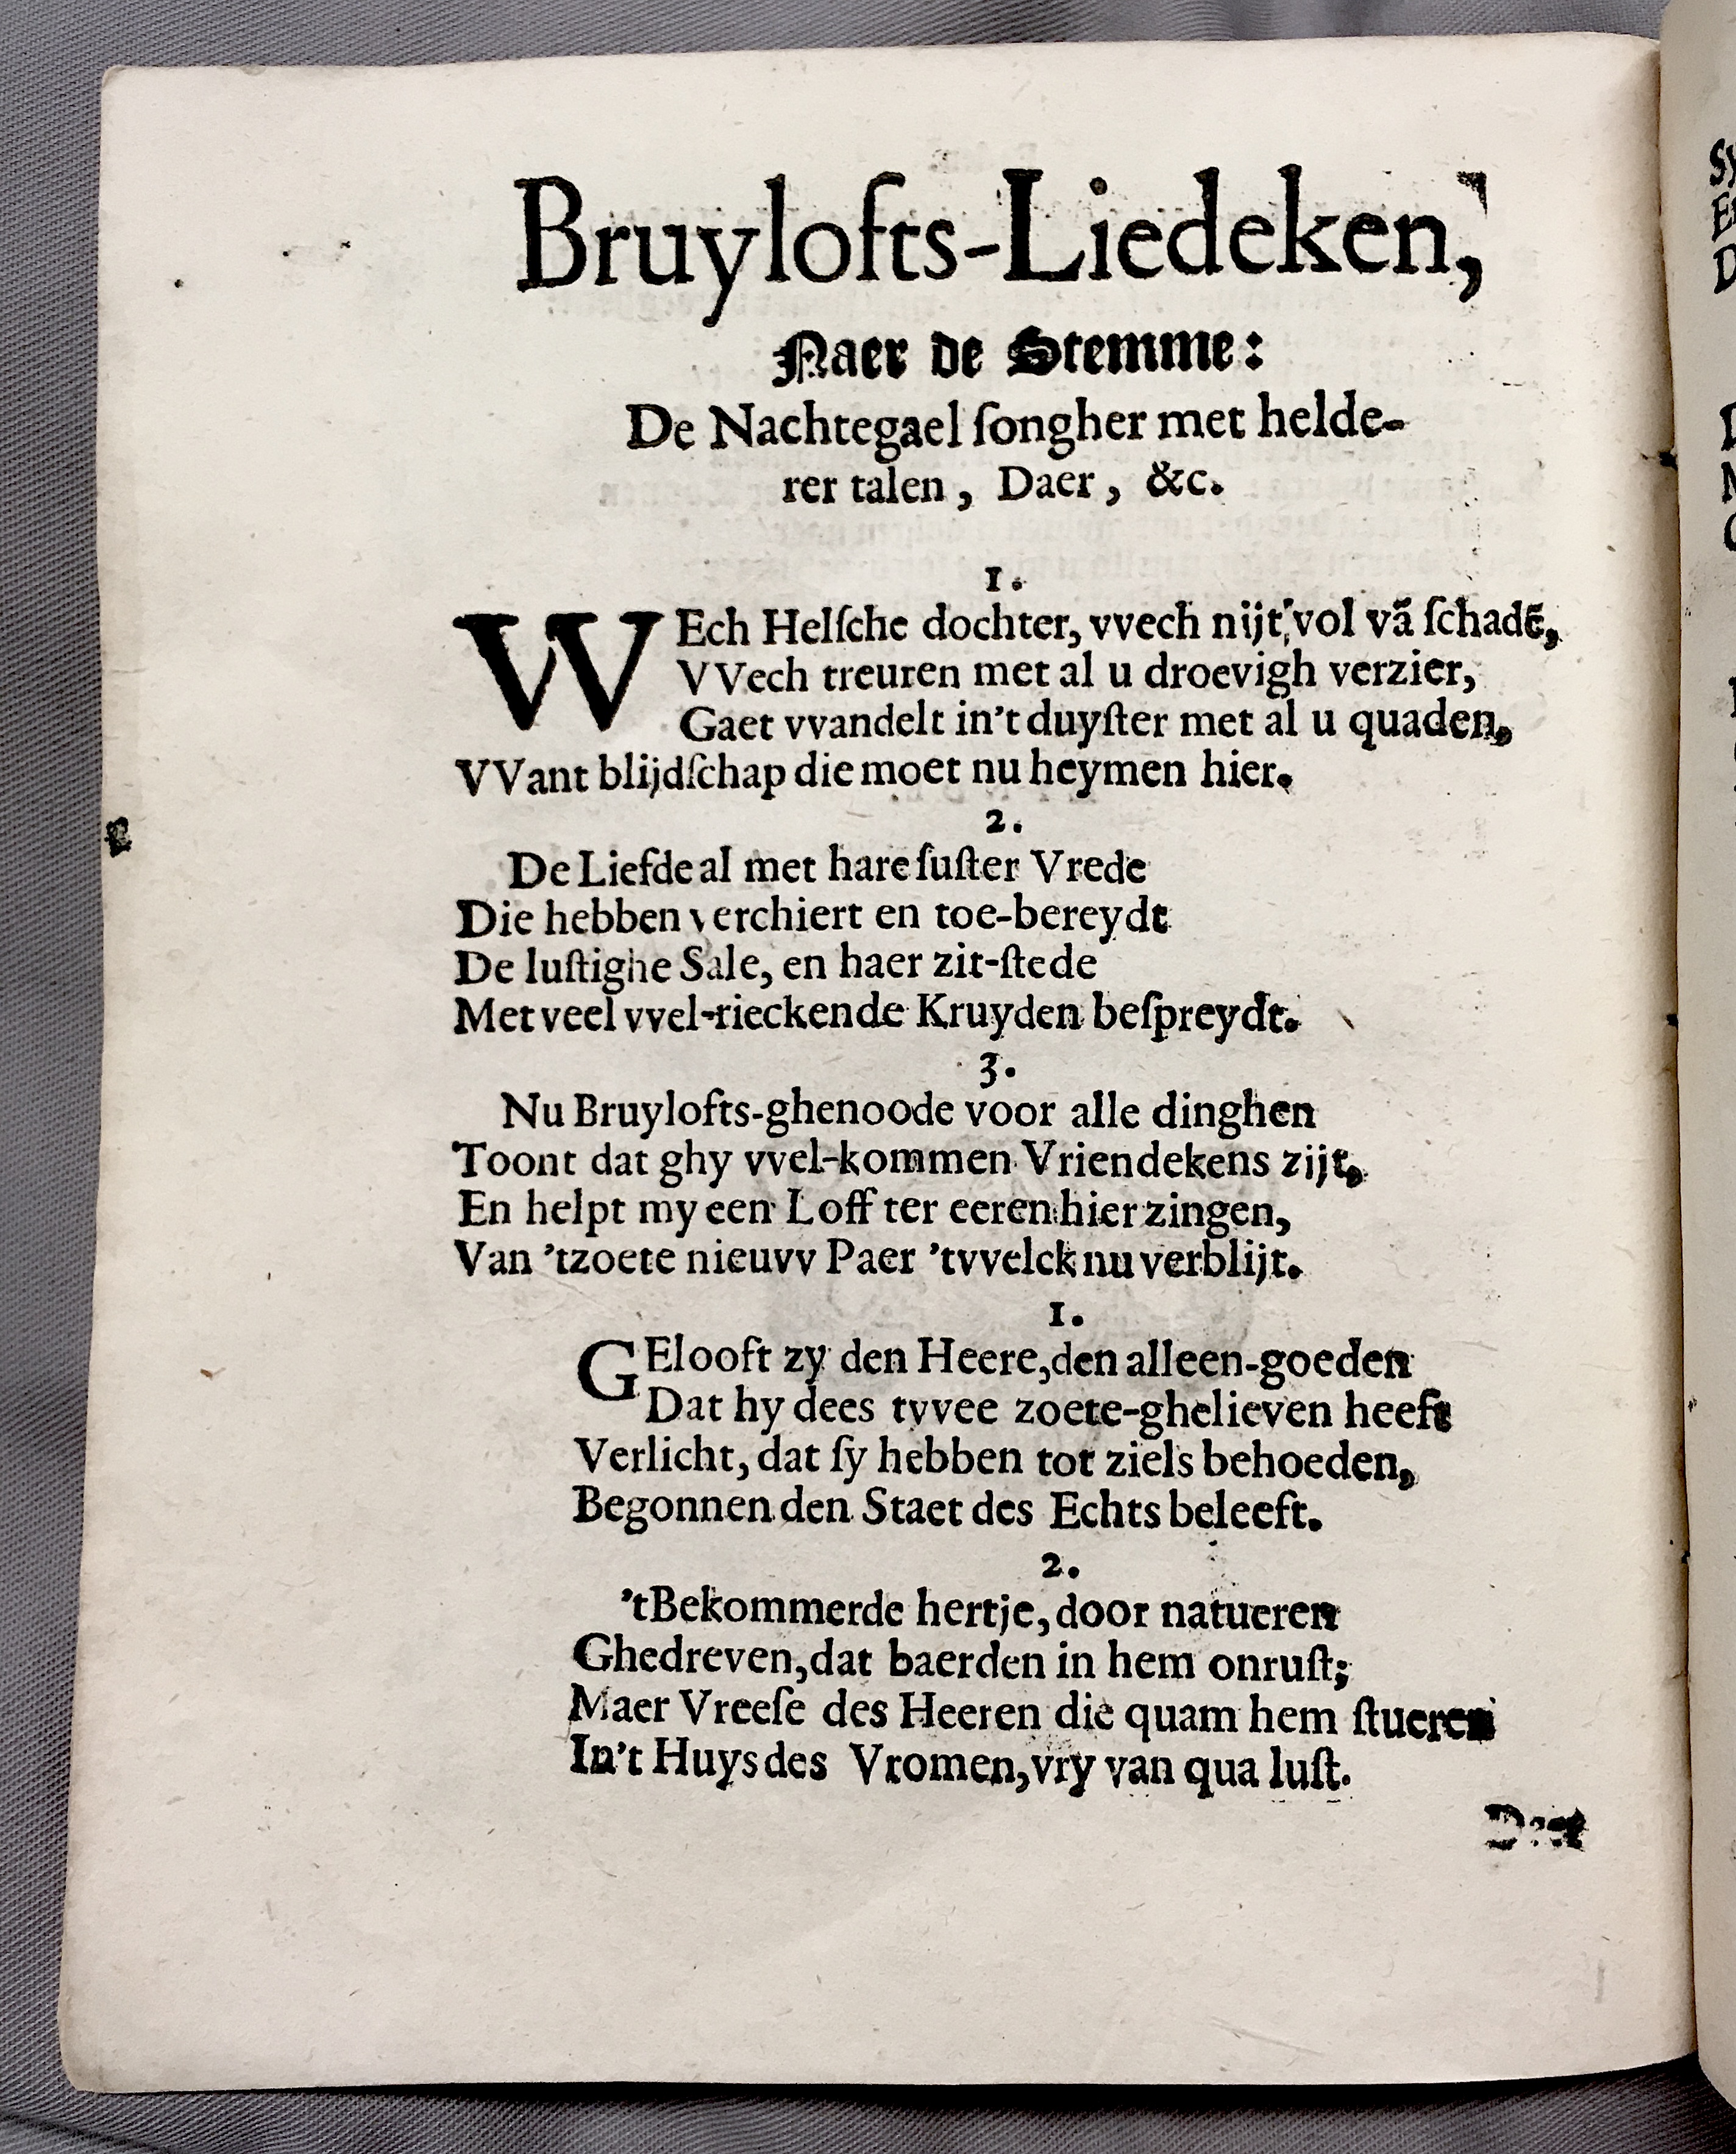 Bruylofts-Liedeken,
Naer de Stemme:
De Nachtegael ſongher met helde-
rer talen, Daer, &c.
1.
WEch Helſche dochter, vvech nijt, vol vã ſchadẽ,
VVech treuren met al u droevigh verzier,
Gaet vvandelt in't duyſter met al u quaden,
VVant blijdſchap die moet nu heymen hier.
2.
De Liefde al met hare ſuſter Vrede
Die hebben verchiert en toe-bereydt
De luſtighe Sale, en haer zit-ſtede
Met veel vvel-rieckende Kruyden beſpreydt.
3.
Nu Bruylofts-ghenoode voor alle dinghen
Toont dat ghy vvel-kommen Vriendekens zijt,
En helpt my een Loff ter eeren hier zingen,
Van 'tzoete nieuvv Paer 'tvvelck nu verblijt.
1.
GElooft zy den Heere, den alleen-goeden
Dat hy dees tvvee zoete-ghelieven heeft
Verlicht, dat ſy hebben tot ziels behoeden,
Begonnen den Staet des Echts beleeft.
2.
'tBekommerde hertje, door natueren
Ghedreven, dat baerden in hem onruſt;
Maer Vreeſe des Heeren die quam hem ſtueren
In't Huys des Vromen, vry van qua luſt.